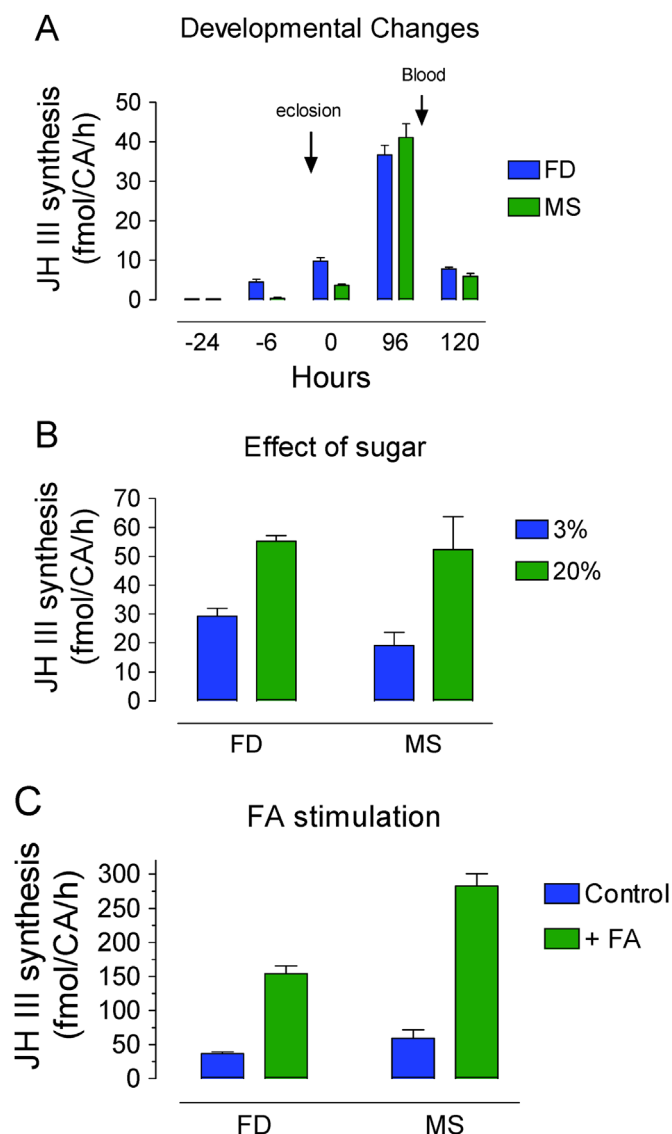 A
Developmental Changes
JH III synthesis
(fmol/CA/h)
50
40
30
20
10
0
eclosion
Blood
FD
MS
-24 -6 0 96 120
Hours
B
Effect of sugar
JH III synthesis
(fmol/CA/h)
70
60
50
40
30
20
10
0
3%
20%
FD MS
C
FA stimulation
JH III synthesis
(fmol/CA/h)
300
250
200
150
100
50
0
Control
+ FA
FD MS